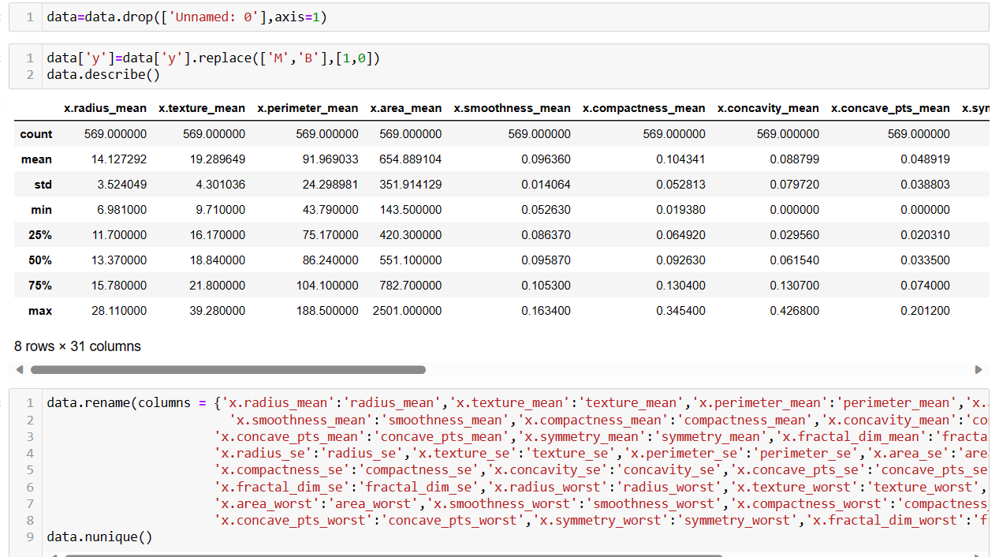 1 data=data.drop(['Unnamed: 0'],axis=1)
1 data['y']=data['y'].replace(['M','B'],[1,0])
2 data.describe()
x.radius_mean x.texture_mean x.perimeter_mean x.area_mean x.smoothness_mean x.compactness_mean x.concavity_mean x.concave_pts_mean x.syn
count 569.000000 569.000000 569.000000 569.000000 569.000000 569.000000 569.000000 569.000000
mean 14.127292 19.289649 91.969033 654.889104 0.096360 0.104341 0.088799 0.048919
std 3.524049 4.301036 24.298981 351.914129 0.014064 0.052813 0.079720 0.038803
min 6.981000 9.710000 43.790000 143.500000 0.052630 0.019380 0.000000 0.000000
25% 11.700000 16.170000 75.170000 420.300000 0.086370 0.064920 0.029560 0.020310
50% 13.370000 18.840000 86.240000 551.100000 0.095870 0.092630 0.061540 0.033500
75% 15.780000 21.800000 104.100000 782.700000 0.105300 0.130400 0.130700 0.074000
max 28.110000 39.280000 188.500000 2501.000000 0.163400 0.345400 0.426800 0.201200
8 rows × 31 columns
1 data.rename(columns = {'x.radius_mean':'radius_mean','x.texture_mean':'texture_mean','x.perimeter_mean':'perimeter_mean','x.
2 'x.smoothness_mean':'smoothness_mean','x.compactness_mean':'compactness_mean','x.concavity_mean':'co
3 'x.concave_pts_mean':'concave_pts_mean','x.symmetry_mean':'symmetry_mean','x.fractal_dim_mean':'fracta
4 'x.radius_se':'radius_se','x.texture_se':'texture_se','x.perimeter_se':'perimeter_se','x.area_se':'are
5 'x.compactness_se':'compactness_se','x.concavity_se':'concavity_se','x.concave_pts_se':'concave_pts_se
6 'x.fractal_dim_se':'fractal_dim_se','x.radius_worst':'radius_worst','x.texture_worst':'texture_worst',
7 'x.area_worst':'area_worst','x.smoothness_worst':'smoothness_worst','x.compactness_worst':'compactness_
8 'x.concave_pts_worst':'concave_pts_worst','x.symmetry_worst':'symmetry_worst','x.fractal_dim_worst':'f
9 data.nunique()